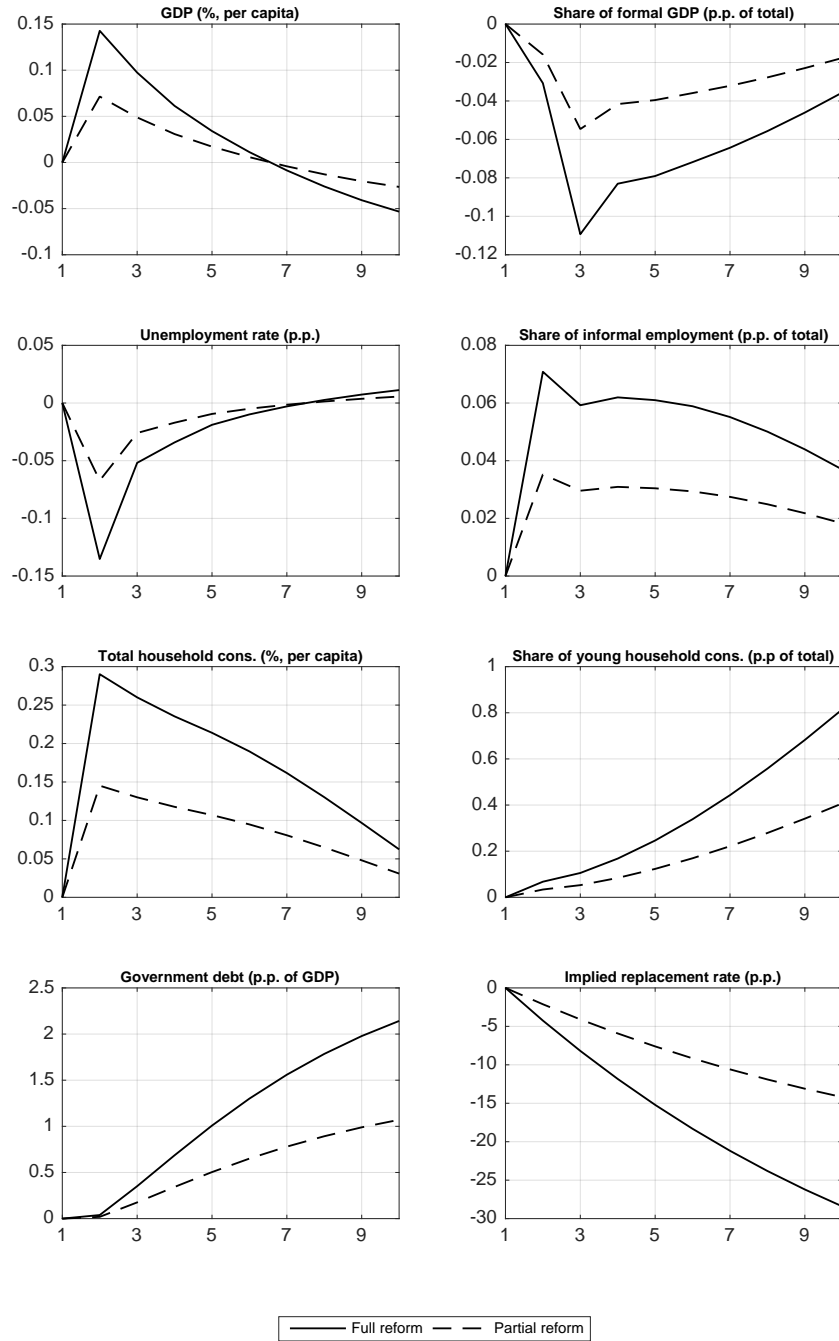 GDP (%, per capita)
0.15
0.1
0.05
0
-0.05
-0.1
1 3 5 7 9
Share of formal GDP (p.p. of total)
0
-0.02
-0.04
-0.06
-0.08
-0.1
-0.12
1 3 5 7 9
Unemployment rate (p.p.)
0.05
0
-0.05
-0.1
-0.15
1 3 5 7 9
Share of informal employment (p.p. of total)
0.08
0.06
0.04
0.02
0
1 3 5 7 9
Total household cons. (%, per capita)
0.3
0.25
0.2
0.15
0.1
0.05
0
1 3 5 7 9
Share of young household cons. (p.p of total)
1
0.8
0.6
0.4
0.2
0
1 3 5 7 9
Government debt (p.p. of GDP)
2.5
2
1.5
1
0.5
0
1 3 5 7 9
Implied replacement rate (p.p.)
0
-5
-10
-15
-20
-25
-30
1 3 5 7 9
Full reform Partial reform